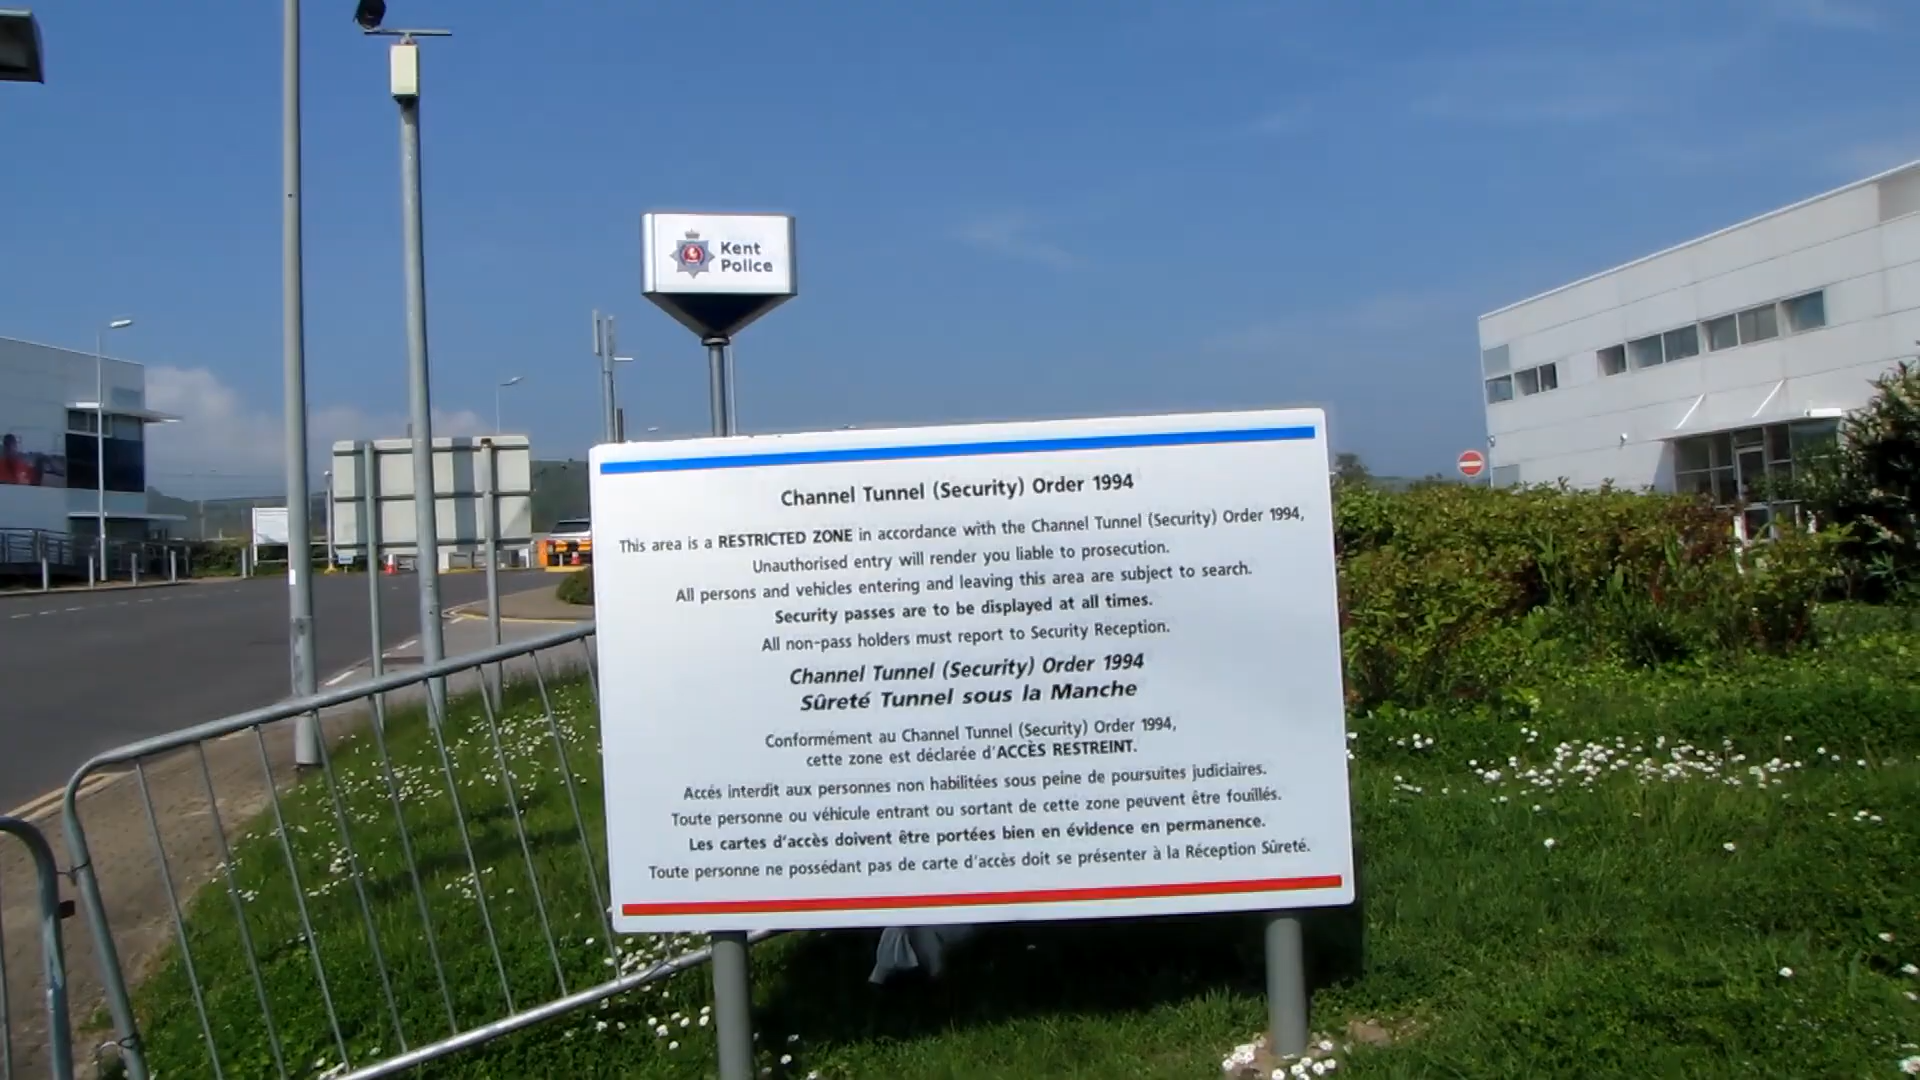 Kent
Police
Channel Tunnel (Security) Order 1994
This area is a RESTRICTED ZONE in accordance with the Channel Tunnel (Security) Order 1994,
Unauthorised entry will render you liable to prosecution.
All persons and vehicles entering and leaving this area are subject to search.
Security passes are to be displayed at all times.
All non-pass holders must report to Security Reception.
Channel Tunnel (Security) Order 1994
Sûreté Tunnel sous la Manche
Conformément au Channel Tunnel (Security) Order 1994,
cette zone est déclarée d'ACCÈS RESTREINT.
Accés interdit aux personnes non habilitées sous peine de poursuites judiciaires.
Toute personne ou véhicule entrant ou sortant de cette zone peuvent être fouillés.
Les cartes d'accès doivent être portées bien en évidence en permanence.
Toute personne ne possédant pas de carte d'accès doit se présenter à la Réception Sûreté.